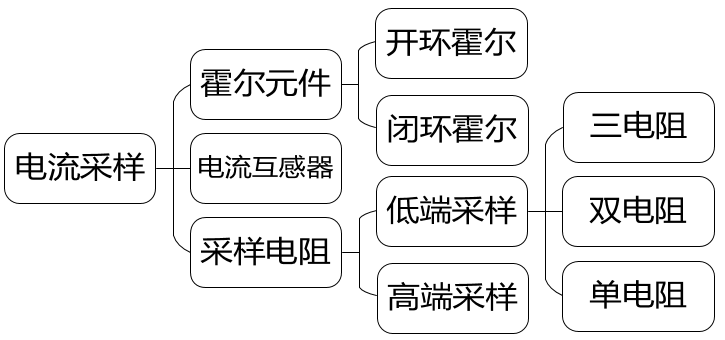 电流采样
霍尔元件
开环霍尔
闭环霍尔
电流互感器
采样电阻
低端采样
三电阻
双电阻
单电阻
高端采样